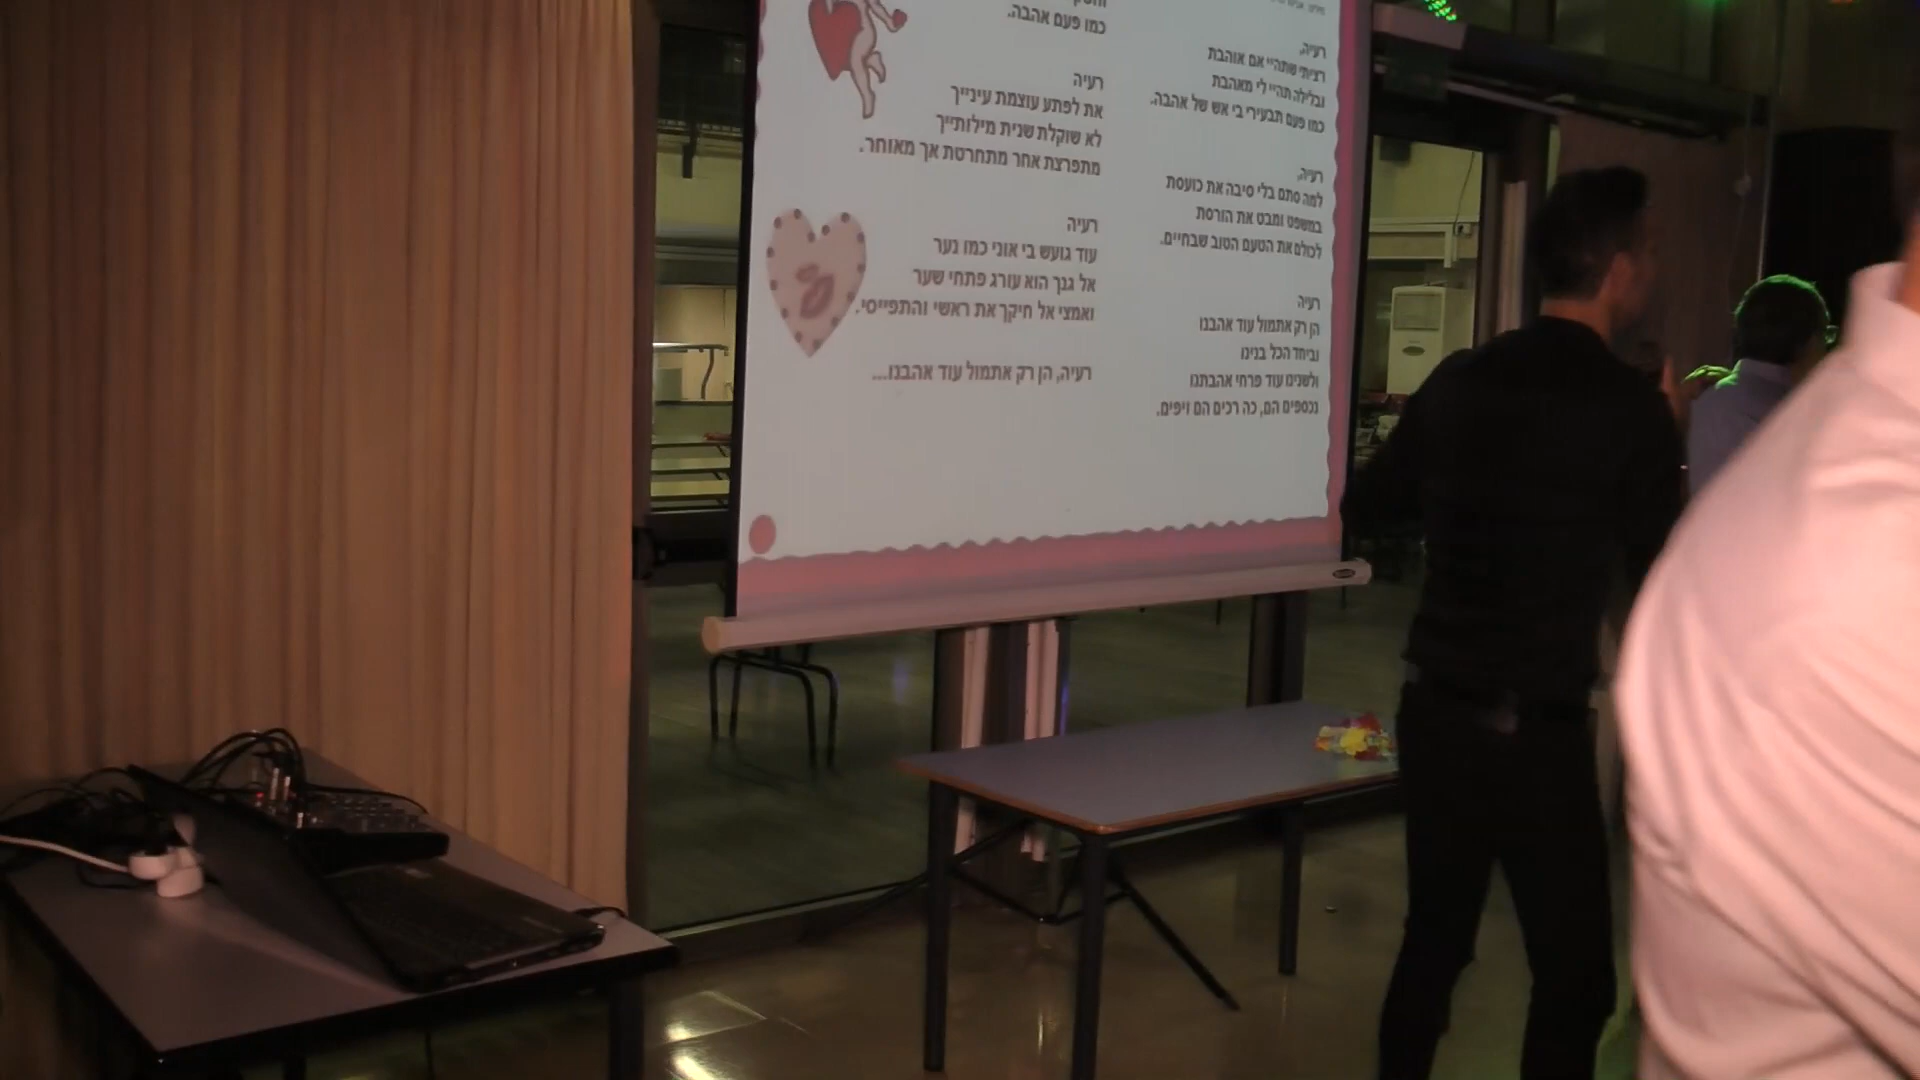 רעיה,
רציתי שתהיי אם אוהבת
ובלילה תהיי לי מאהבת
כמו פעם תבעירי בי אש של אהבה.
רעיה,
למה סתם בלי סיבה את כועסת
במשפט ומבט את הורסת
לכולם את הטעם הטוב שבחיים.
רעיה
הן רק אתמול עוד אהבנו
וביחד הכל בנינו
ולשנינו עוד פרחי אהבתנו
נכספים הם, כה רכים הם ויפים.
כמו פעם אהבה.
רעיה
את לפתע עוצמת עינייך
לא שוקלת שנית מילותייך
מתפרצת אחר מתחרטת אך מאוחר.
רעיה
עוד גועש בי אוני כמו נער
אל גנך הוא עורג פתחי שער
ואמצי אל חיקך את ראשי והתפייסי.
רעיה, הן רק אתמול עוד אהבנו...